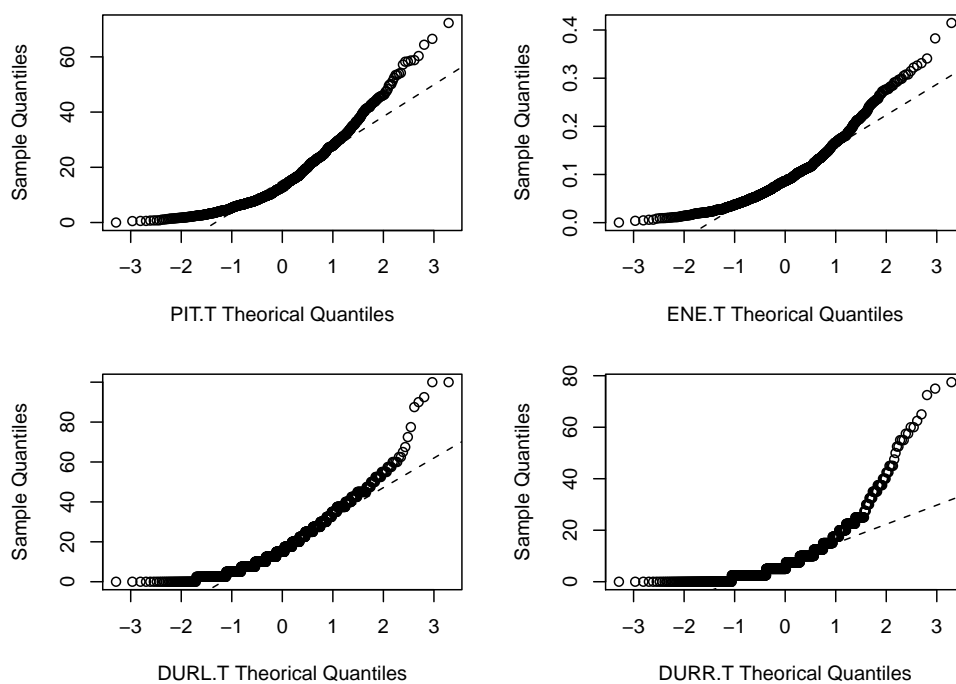 Sample Quantiles
0 20 40 60
−3 −2 −1 0 1 2 3
PIT.T Theorical Quantiles
Sample Quantiles
0.0 0.1 0.2 0.3 0.4
−3 −2 −1 0 1 2 3
ENE.T Theorical Quantiles
Sample Quantiles
0 20 40 60 80
−3 −2 −1 0 1 2 3
DURL.T Theorical Quantiles
Sample Quantiles
0 20 40 60 80
−3 −2 −1 0 1 2 3
DURR.T Theorical Quantiles